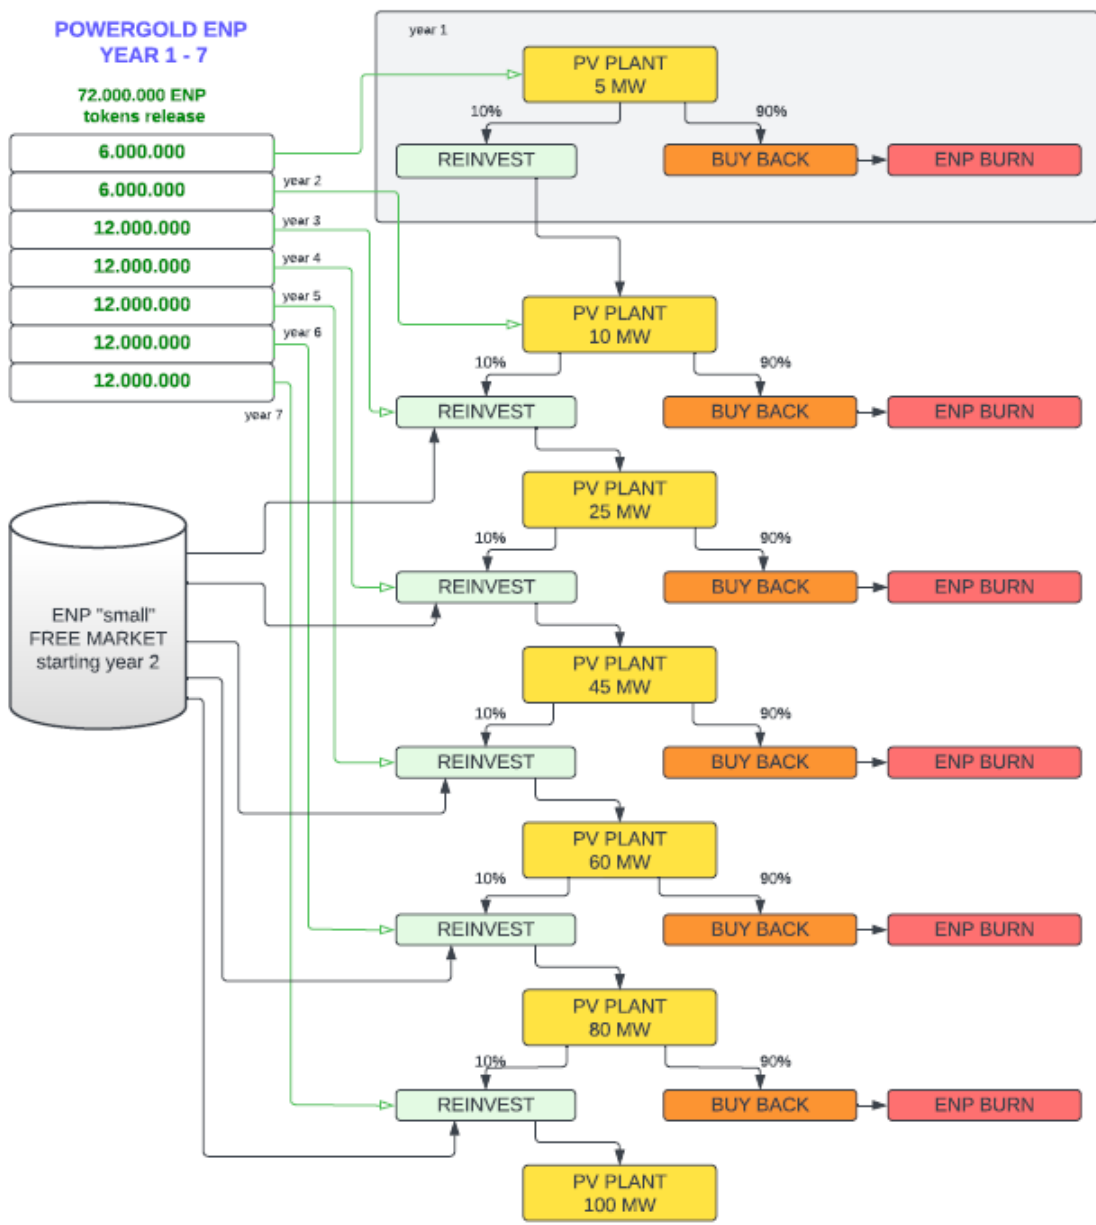 POWERGOLD ENP
YEAR 1 - 7
72.000.000 ENP
tokens release
6.000.000
6.000.000
12.000.000
12.000.000
12.000.000
12.000.000
12.000.000
year 1
year 2
year 3
year 4
year 5
year 6
year 7
PV PLANT
5 MW
10%
90%
REINVEST
BUY BACK
ENP BURN
PV PLANT
10 MW
10%
90%
REINVEST
BUY BACK
ENP BURN
PV PLANT
25 MW
10%
90%
REINVEST
BUY BACK
ENP BURN
PV PLANT
45 MW
10%
90%
REINVEST
BUY BACK
ENP BURN
PV PLANT
60 MW
10%
90%
REINVEST
BUY BACK
ENP BURN
PV PLANT
80 MW
10%
90%
REINVEST
BUY BACK
ENP BURN
PV PLANT
100 MW
ENP "small"
FREE MARKET
starting year 2